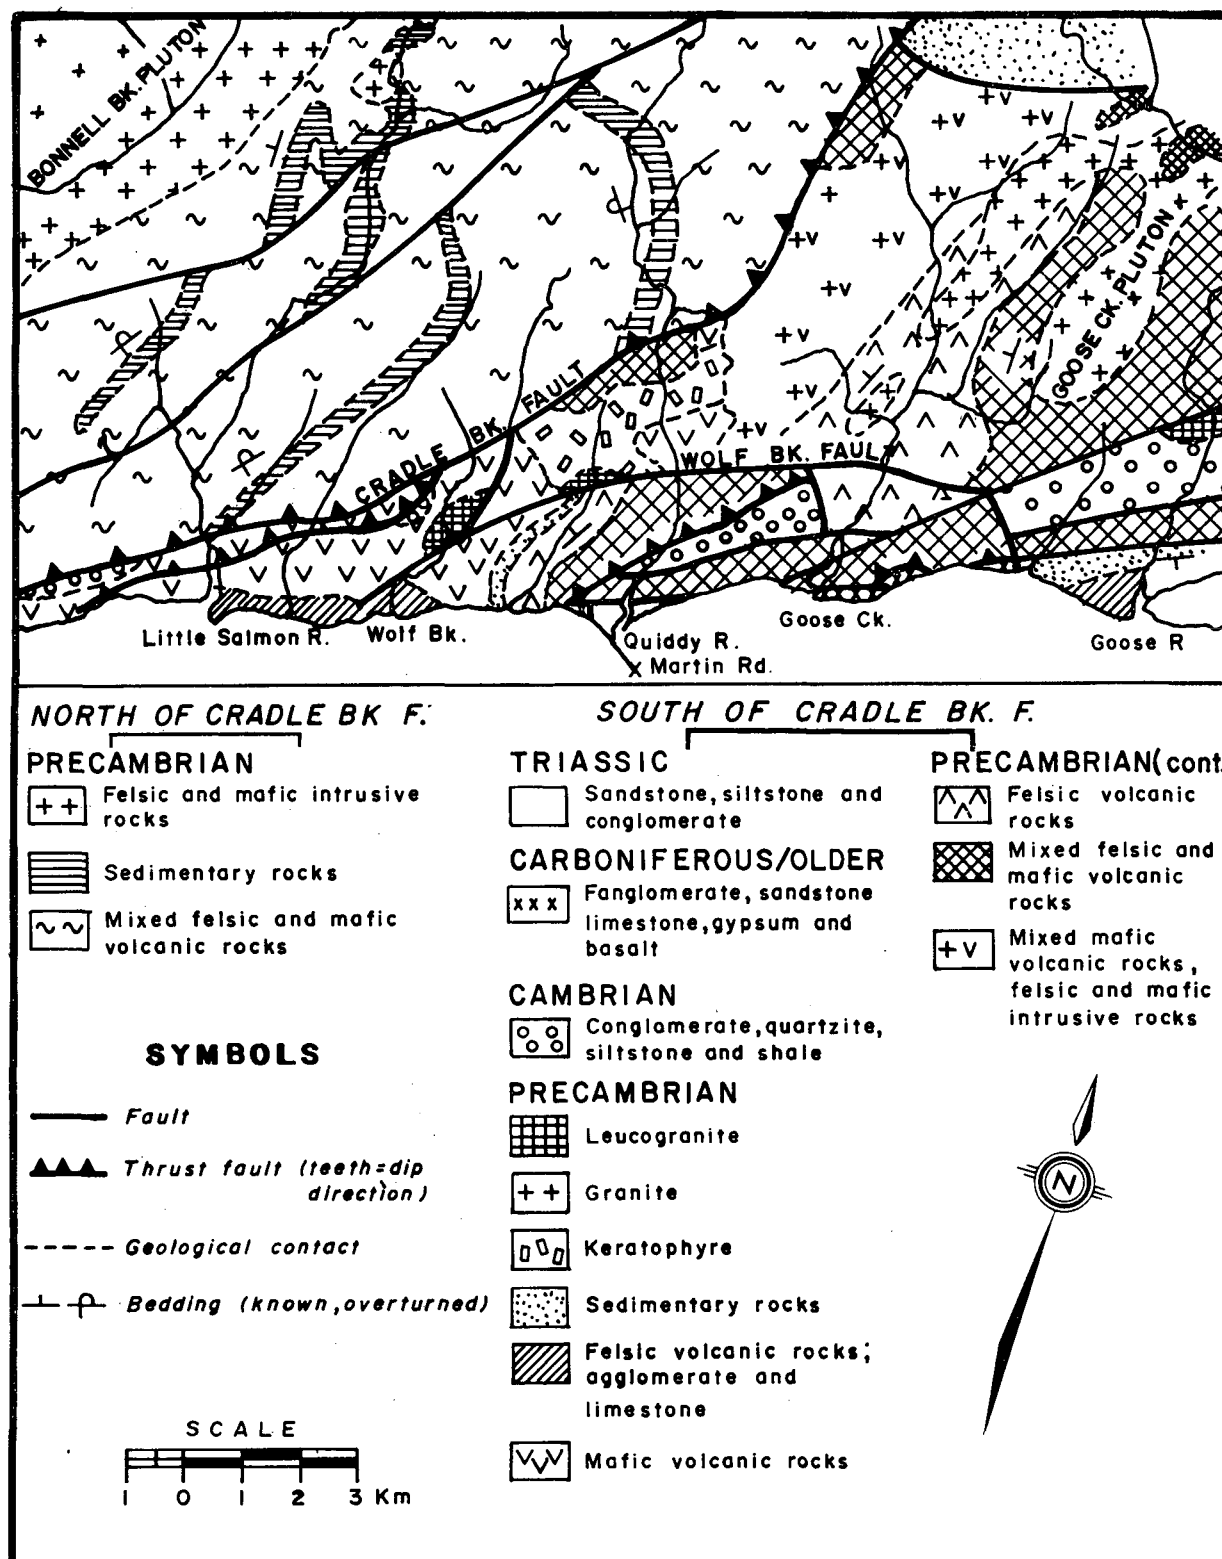 BONNELL BK. PLUTON
GOOSE CK. PLUTON
CRADLE BK. FAULT
WOLF BK. FAULT
Little Salmon R.
Wolf Bk.
Quiddy R.
x Martin Rd.
Goose Ck.
Goose R
NORTH OF CRADLE BK F.
PRECAMBRIAN
Felsic and mafic intrusive
rocks
Sedimentary rocks
Mixed felsic and mafic
volcanic rocks
SYMBOLS
Fault
Thrust fault (teeth=dip
direction)
Geological contact
Bedding (known, overturned)
SCALE
1 0 1 2 3 Km
SOUTH OF CRADLE BK. F.
TRIASSIC
Sandstone, siltstone and
conglomerate
CARBONIFEROUS/OLDER
xxx
Fanglomerate, sandstone
limestone, gypsum and
basalt
CAMBRIAN
Conglomerate, quartzite,
siltstone and shale
PRECAMBRIAN
Leucogranite
Granite
Keratophyre
Sedimentary rocks
Felsic volcanic rocks;
agglomerate and
limestone
Mafic volcanic rocks
PRECAMBRIAN (cont.
Felsic volcanic
rocks
Mixed felsic and
mafic volcanic
rocks
+v
Mixed mafic
volcanic rocks,
felsic and mafic
intrusive rocks
N